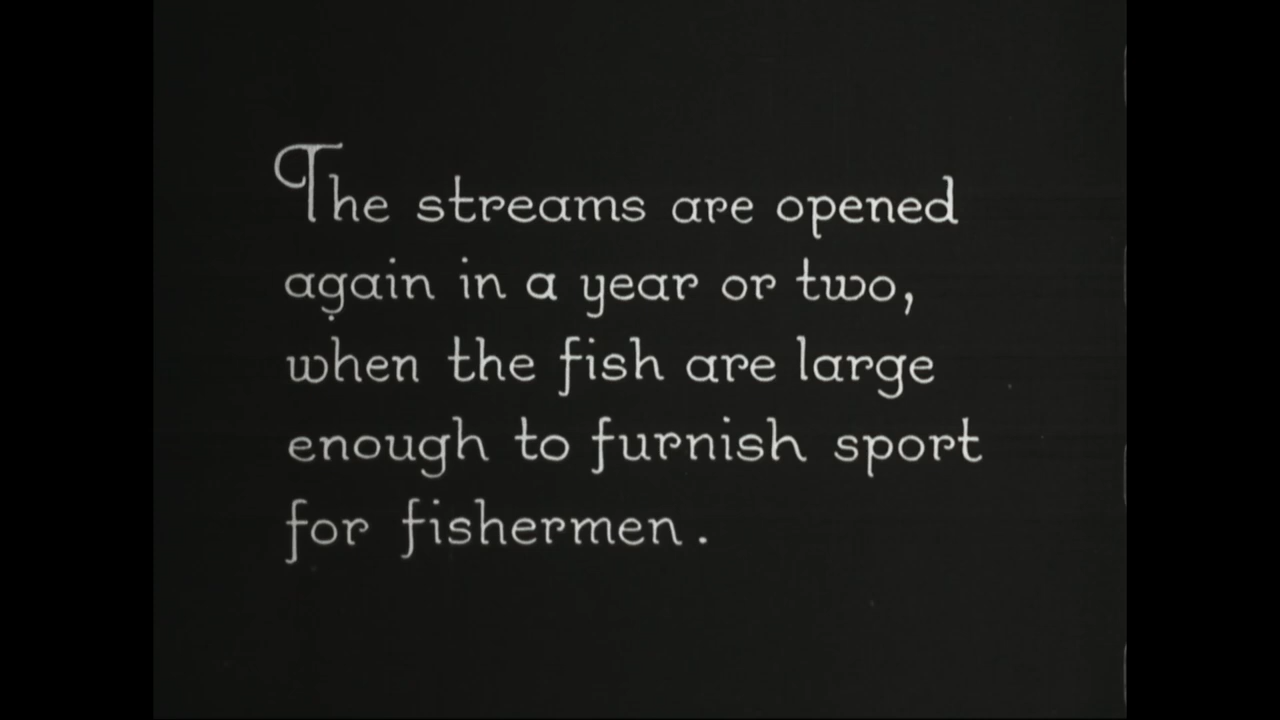 The streams are opened
again in a year or two,
when the fish are large
enough to furnish sport
for fishermen.